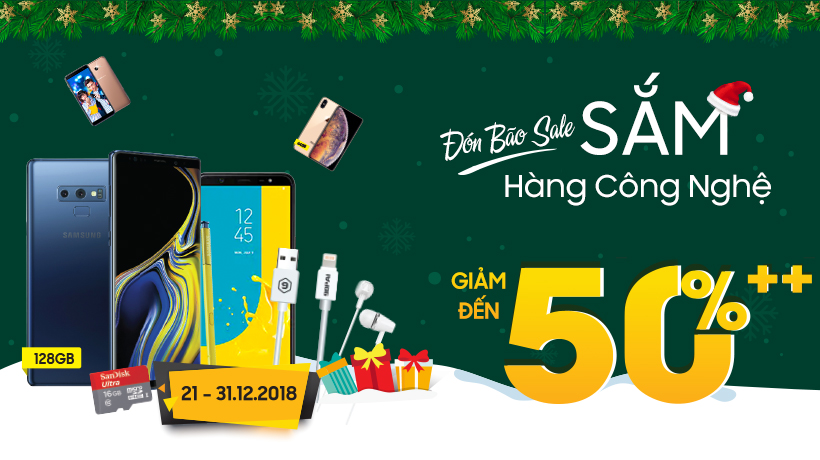 Đón Bão Sale SẮM
Hàng Công Nghệ
GIẢM
ĐẾN
50%++
SAMSUNG
12
45
128GB
SanDisk
Ultra
16GB
21 - 31.12.2018